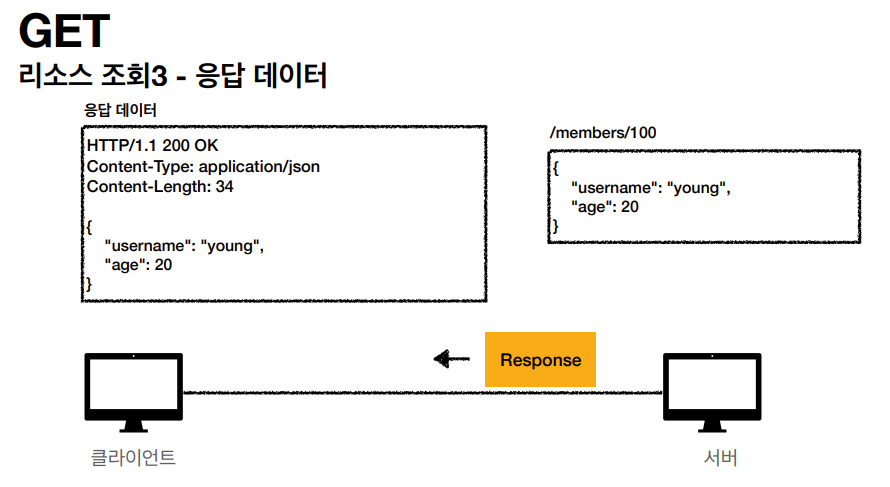 GET
리소스 조회3 - 응답 데이터
응답 데이터
HTTP/1.1 200 OK
Content-Type: application/json
Content-Length: 34
{
"username": "young",
"age": 20
}
/members/100
{
"username": "young",
"age": 20
}
Response
클라이언트
서버